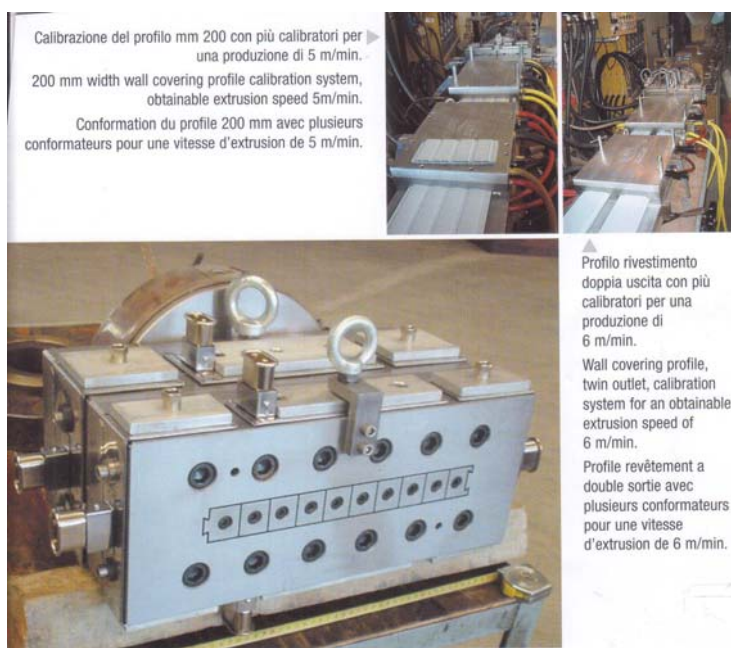 Calibrazione del profilo mm 200 con più calibratori per
una produzione di 5 m/min.
200 mm width wall covering profile calibration system,
obtainable extrusion speed 5m/min.
Conformation du profile 200 mm avec plusieurs
conformateurs pour une vitesse d'extrusion de 5 m/min.
Profilo rivestimento
doppia uscita con più
calibratori per una
produzione di
6 m/min.
Wall covering profile,
twin outlet, calibration
system for an obtainable
extrusion speed of
6 m/min.
Profile revêtement a
double sortie avec
plusieurs conformateurs
pour une vitesse
d'extrusion de 6 m/min.